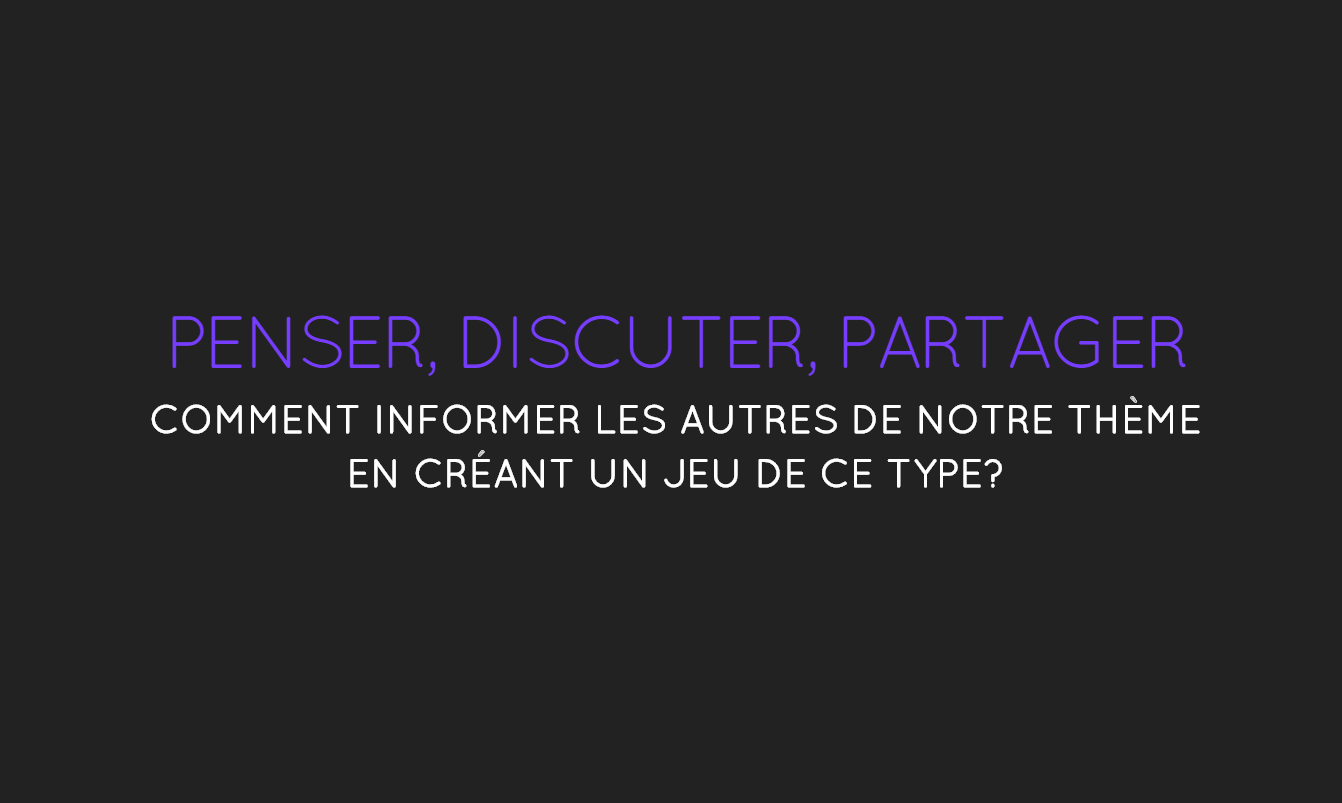 PENSER, DISCUTER, PARTAGER
COMMENT INFORMER LES AUTRES DE NOTRE THÈME
EN CRÉANT UN JEU DE CE TYPE?